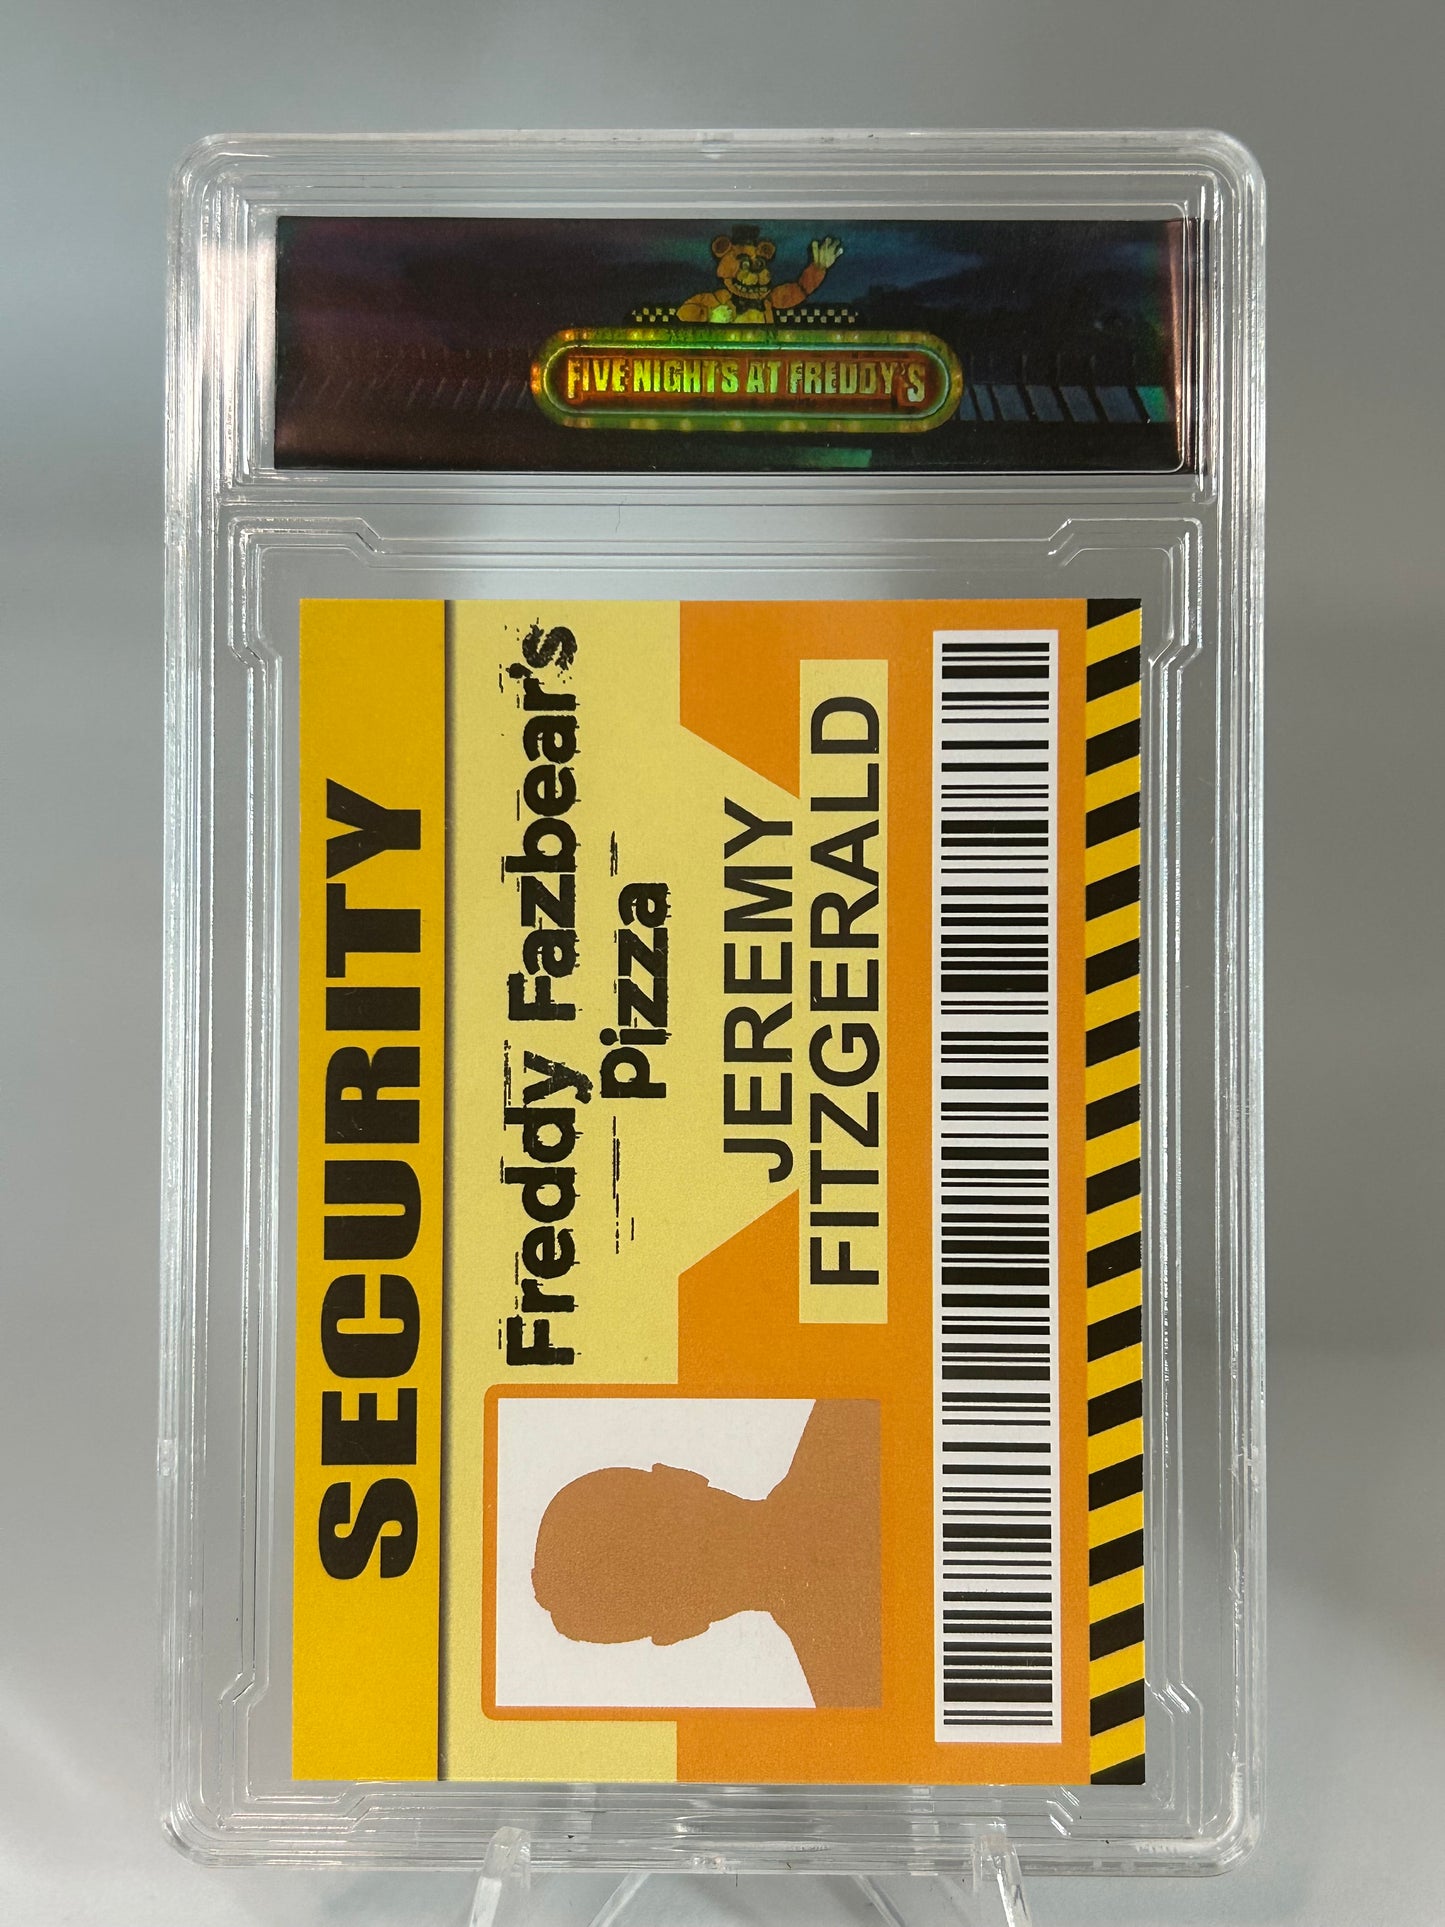 FIVE NIGHTS AT FREDDY'S
SECURITY
Freddy Fazbear's
Pizza
JEREMY
FITZGERALD